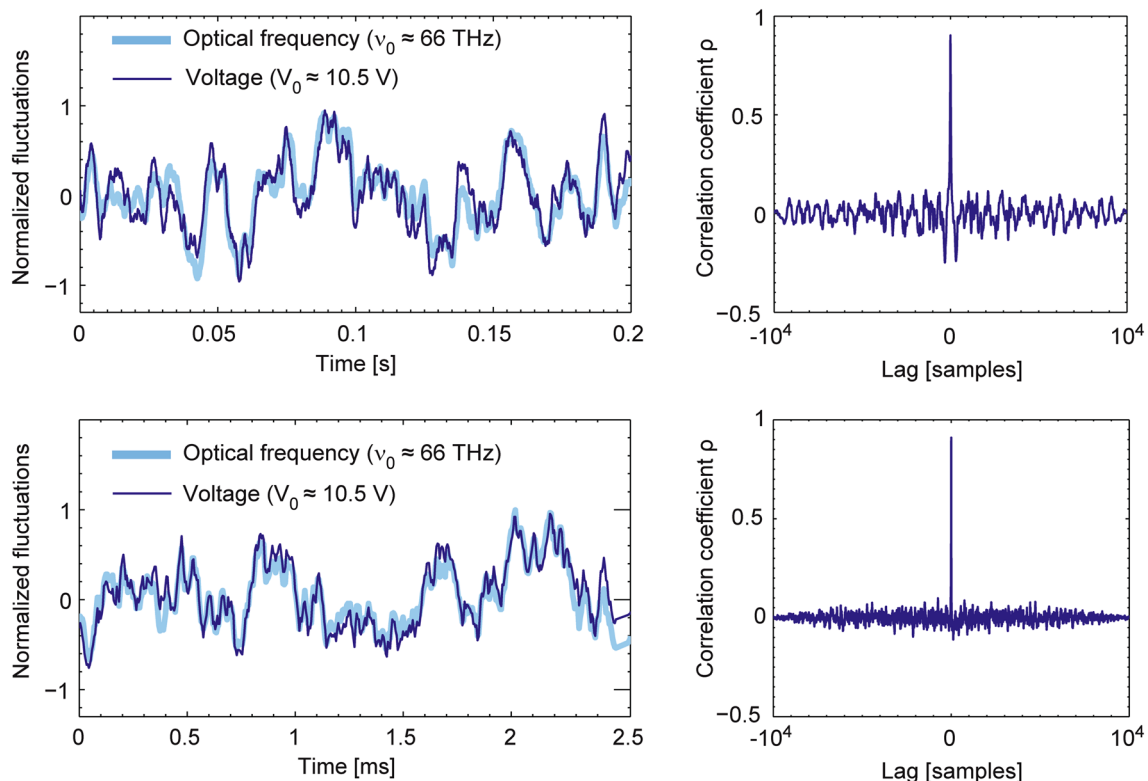 Optical frequency (ν0 ≈ 66 THz)
Voltage (V0 ≈ 10.5 V)
Normalized fluctuations
1
0
−1
0
0.05
0.1
0.15
0.2
Time [s]
Correlation coefficient ρ
1
0.5
0
−0.5
-10^4
0
10^4
Lag [samples]
Optical frequency (ν0 ≈ 66 THz)
Voltage (V0 ≈ 10.5 V)
Normalized fluctuations
1
0
−1
0
0.5
1
1.5
2
2.5
Time [ms]
Correlation coefficient ρ
1
0.5
0
−0.5
-10^4
0
10^4
Lag [samples]